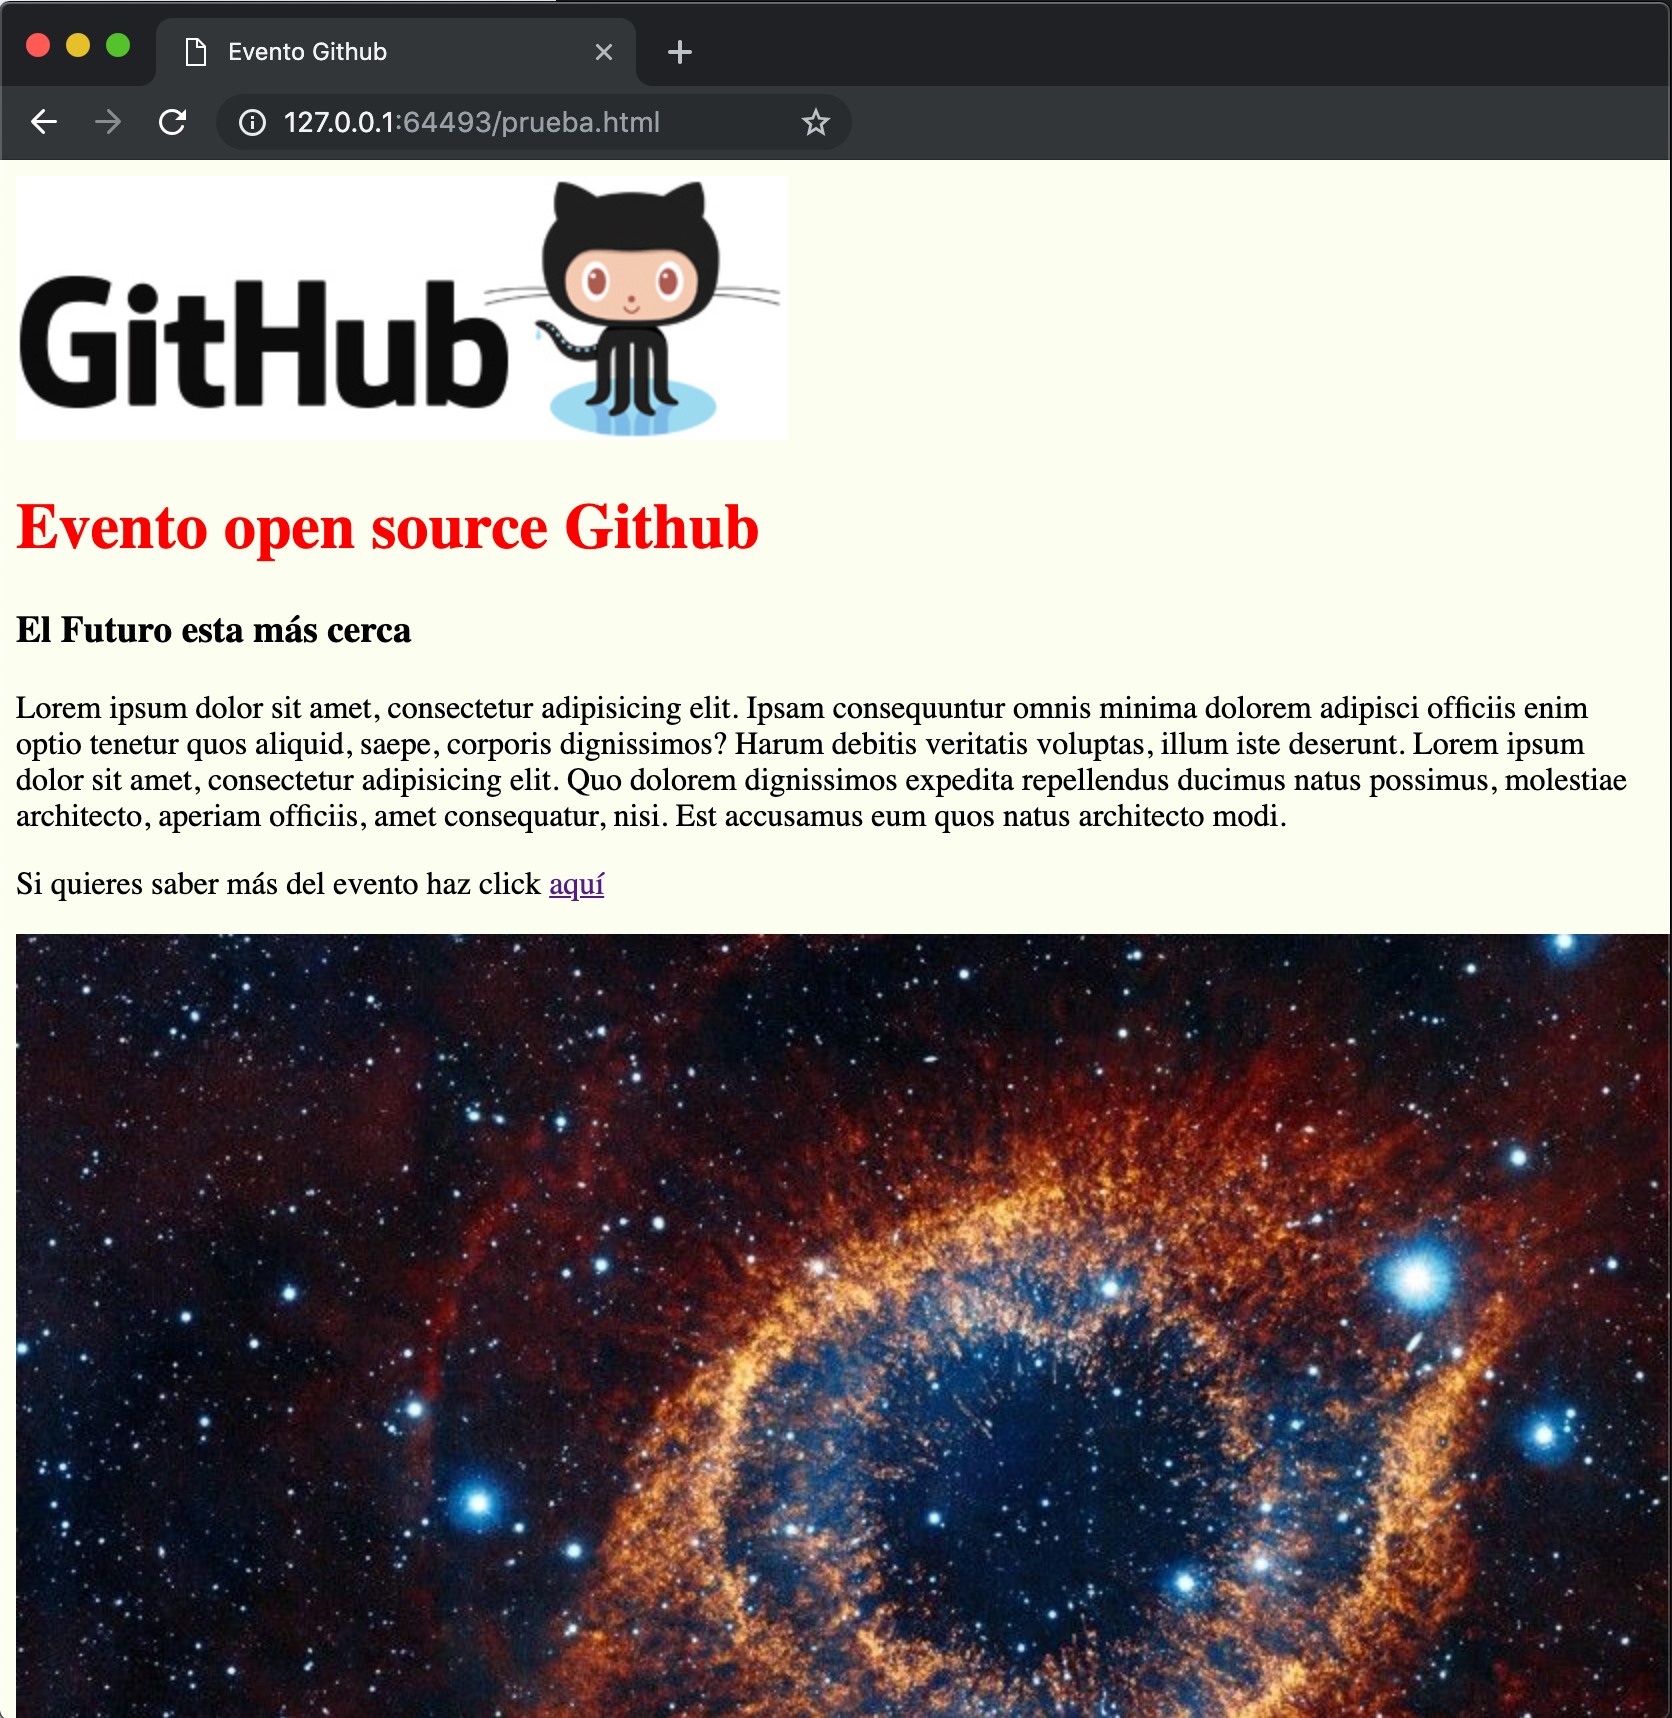 Evento Github
127.0.0.1:64493/prueba.html
GitHub
Evento open source Github
El Futuro esta más cerca
Lorem ipsum dolor sit amet, consectetur adipisicing elit. Ipsam consequuntur omnis minima dolorem adipisci officiis enim
optio tenetur quos aliquid, saepe, corporis dignissimos? Harum debitis veritatis voluptas, illum iste deserunt. Lorem ipsum
dolor sit amet, consectetur adipisicing elit. Quo dolorem dignissimos expedita repellendus ducimus natus possimus, molestiae
architecto, aperiam officiis, amet consequatur, nisi. Est accusamus eum quos natus architecto modi.
Si quieres saber más del evento haz click aquí